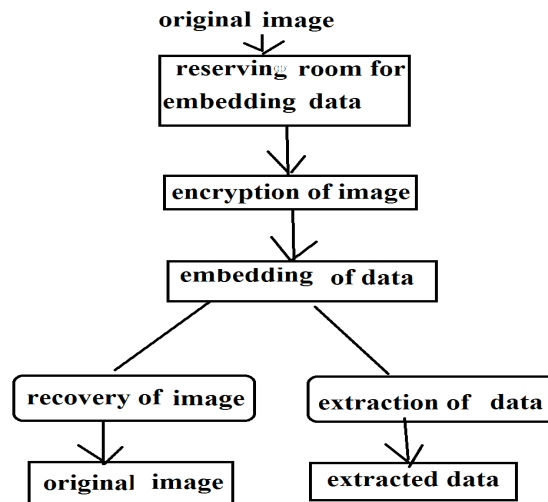 original image
reserving room for
embedding data
encryption of image
embedding of data
recovery of image
extraction of data
original image
extracted data